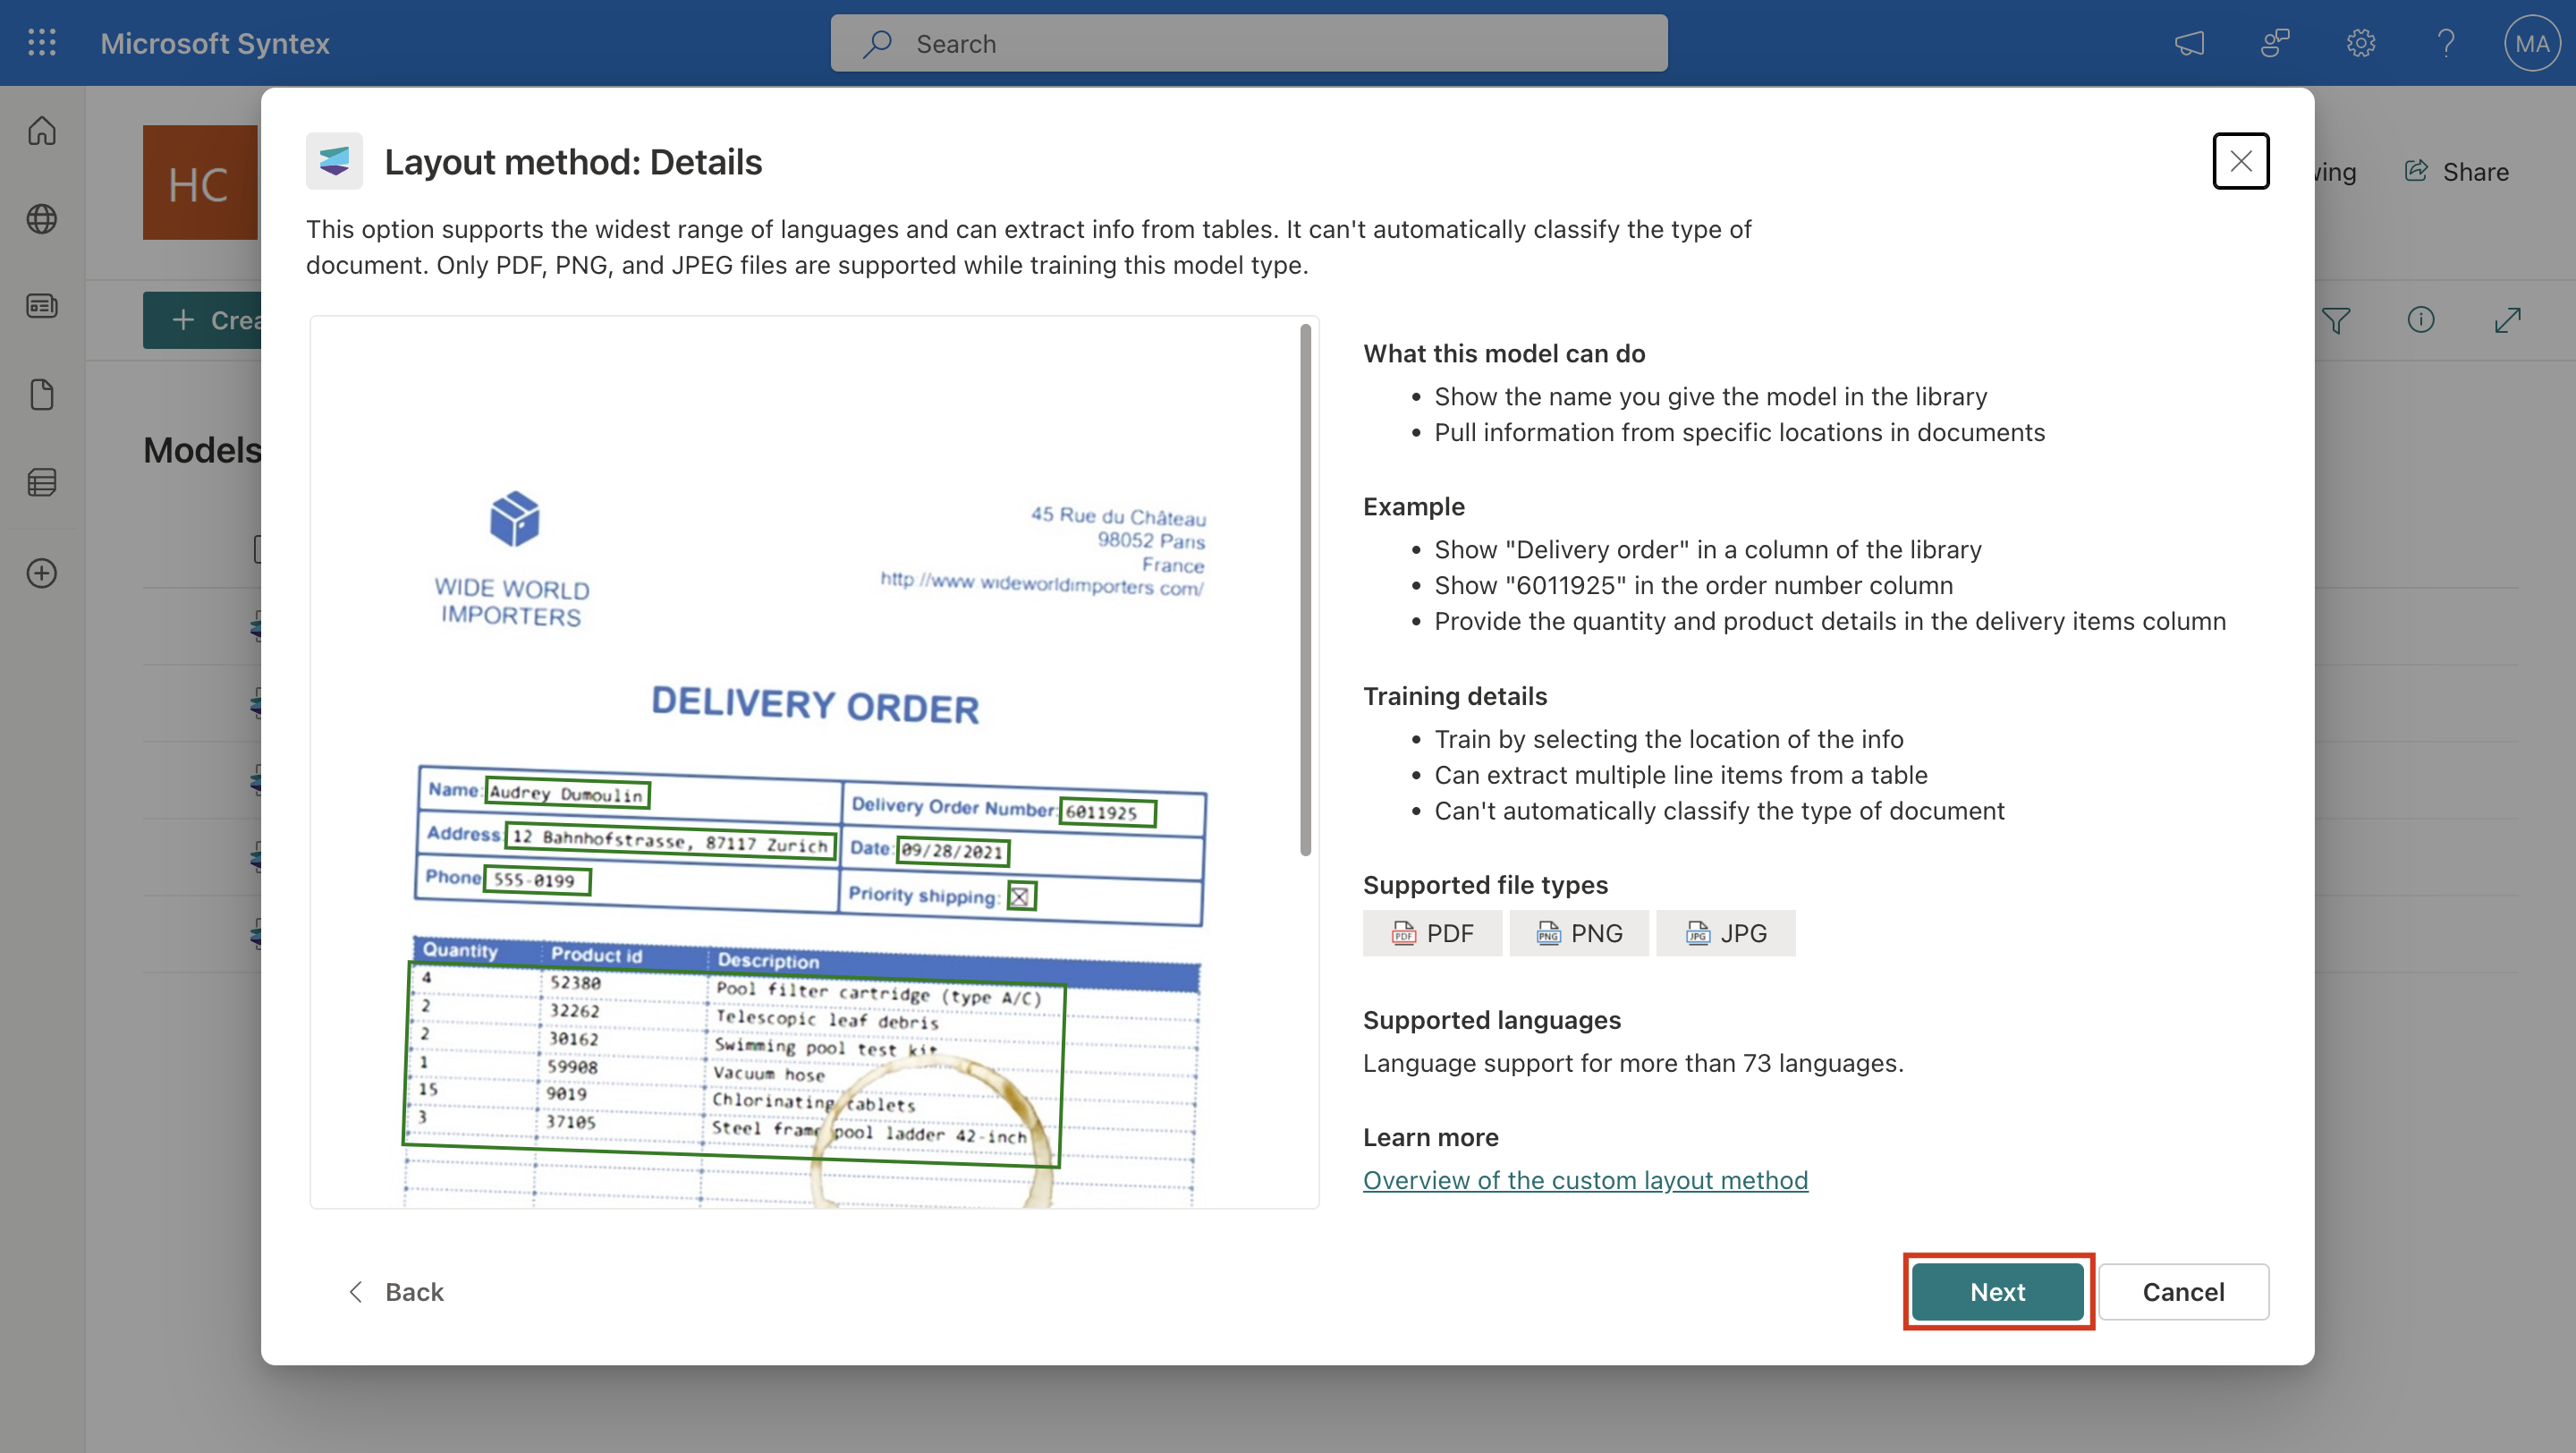 Microsoft Syntex
Search
MA
HC
ving
Share
Crea
Models
Layout method: Details
This option supports the widest range of languages and can extract info from tables. It can't automatically classify the type of
document. Only PDF, PNG, and JPEG files are supported while training this model type.
WIDE WORLD
IMPORTERS
45 Rue du Château
98052 Paris
France
http://www.wideworldimporters.com/
DELIVERY ORDER
Name: Audrey Dumoulin
Delivery Order Number: 6011925
Address: 12 Bahnhofstrasse, 87117 Zurich
Date: 09/28/2021
Phone 555-0199
Priority shipping:
Quantity Product id Description
4 52380 Pool filter cartridge (type A/C)
2 32262 Telescopic leaf debris
2 30162 Swimming pool test kit
1 59908 Vacuum hose
15 9019 Chlorinating tablets
3 37105 Steel frame pool ladder 42-inch
What this model can do
• Show the name you give the model in the library
• Pull information from specific locations in documents
Example
• Show "Delivery order" in a column of the library
• Show "6011925" in the order number column
• Provide the quantity and product details in the delivery items column
Training details
• Train by selecting the location of the info
• Can extract multiple line items from a table
• Can't automatically classify the type of document
Supported file types
PDF PDF PNG PNG JPG JPG
Supported languages
Language support for more than 73 languages.
Learn more
Overview of the custom layout method
Back
Next
Cancel